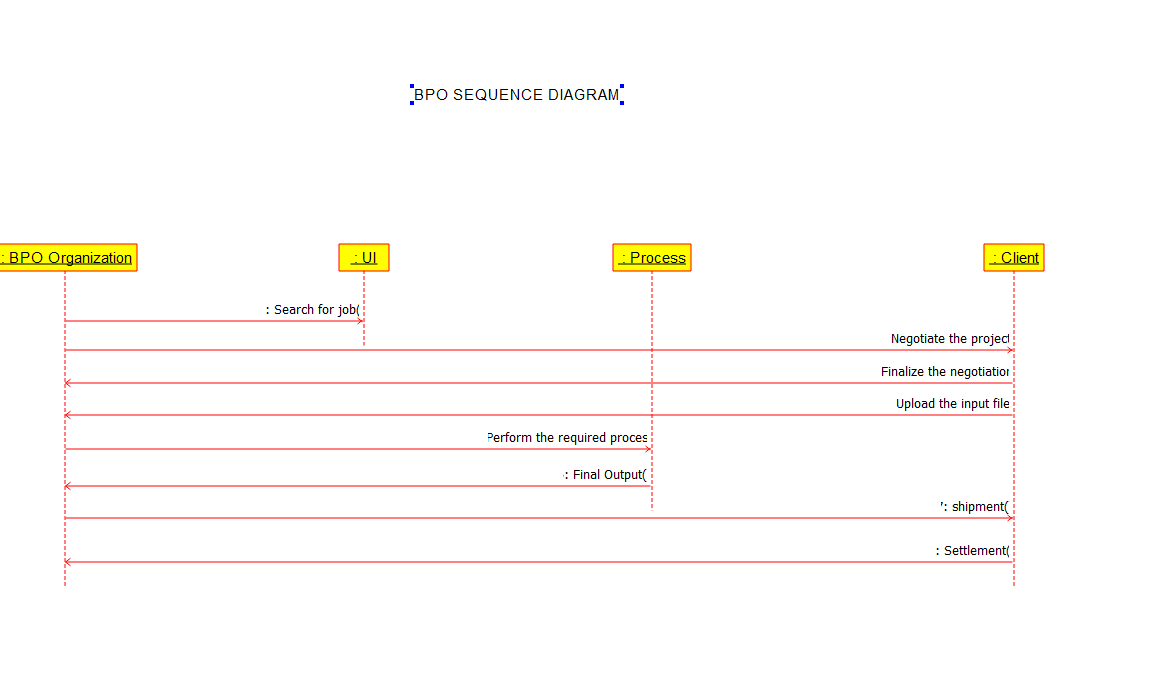 BPO SEQUENCE DIAGRAM
: BPO Organization
: UI
: Process
: Client
: Search for job(
Negotiate the project
Finalize the negotiation
Upload the input file
Perform the required proces
: Final Output(
: shipment(
: Settlement(